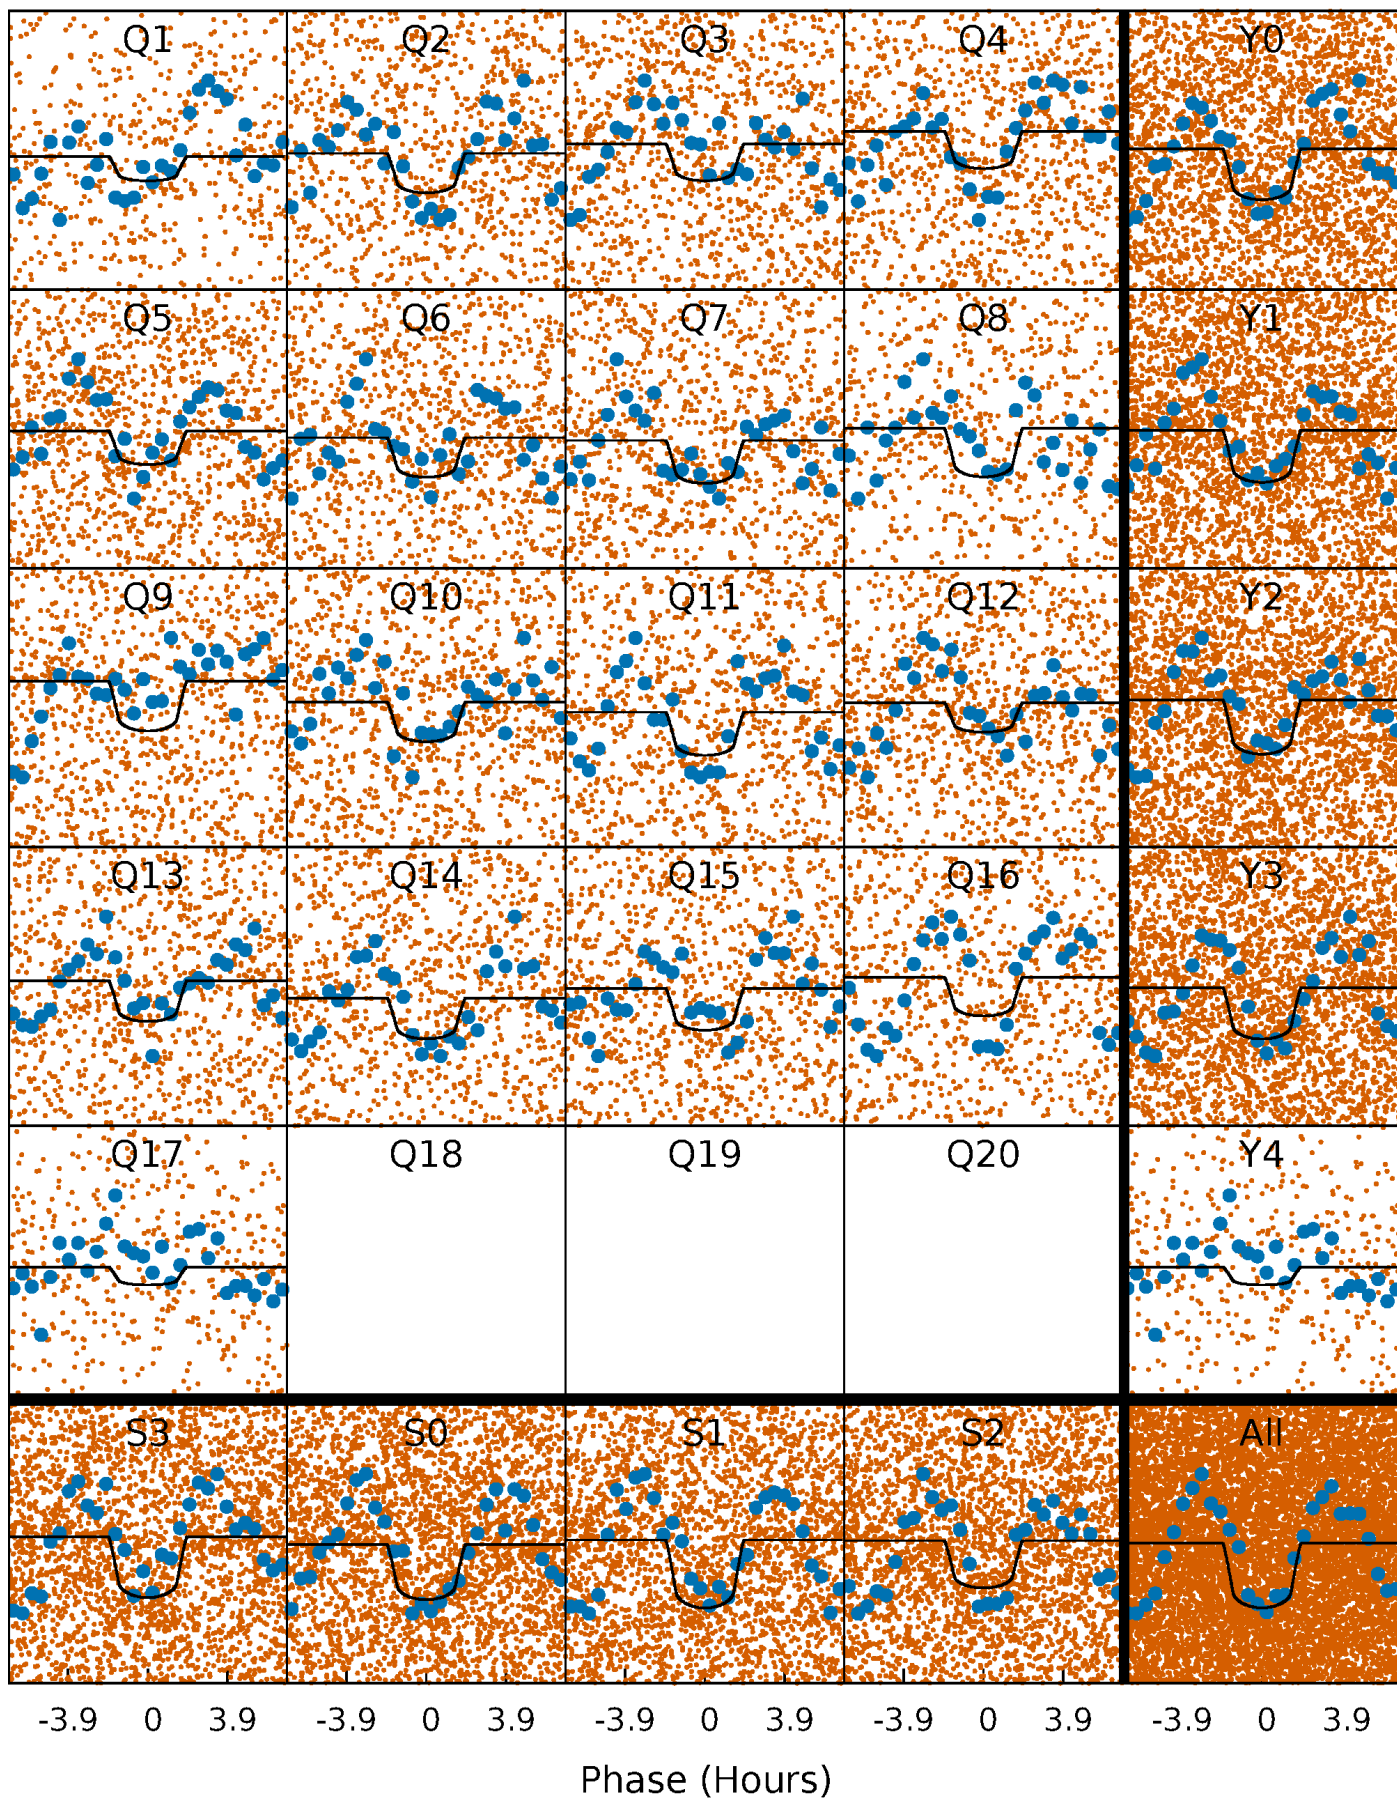 Q1 Q2 Q3 Q4 Y0
Q5 Q6 Q7 Q8 Y1
Q9 Q10 Q11 Q12 Y2
Q13 Q14 Q15 Q16 Y3
Q17 Q18 Q19 Q20 Y4
S3 S0 S1 S2 All
-3.9 0 3.9 -3.9 0 3.9 -3.9 0 3.9 -3.9 0 3.9 -3.9 0 3.9
Phase (Hours)